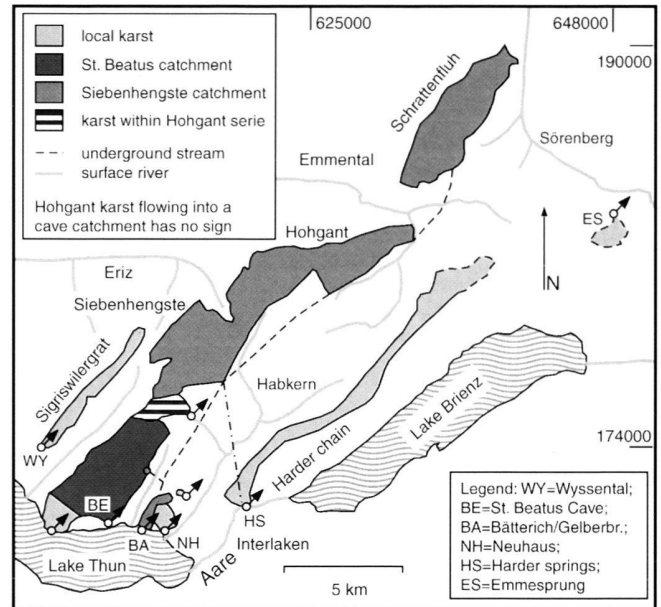 625000
648000
190000
local karst
St. Beatus catchment
Siebenhengste catchment
karst within Hohgant serie
underground stream
surface river
Hohgant karst flowing into a
cave catchment has no sign
Schrattenfluh
Sörenberg
Emmental
ES
Hohgant
N
Eriz
Siebenhengste
Sigriswilergrat
Habkern
Lake Brienz
Harder chain
174000
WY
BE
HS
BA
NH
Interlaken
Lake Thun
Aare
5 km
Legend: WY=Wyssental;
BE=St. Beatus Cave;
BA=Bätterich/Gelberbr.;
NH=Neuhaus;
HS=Harder springs;
ES=Emmesprung